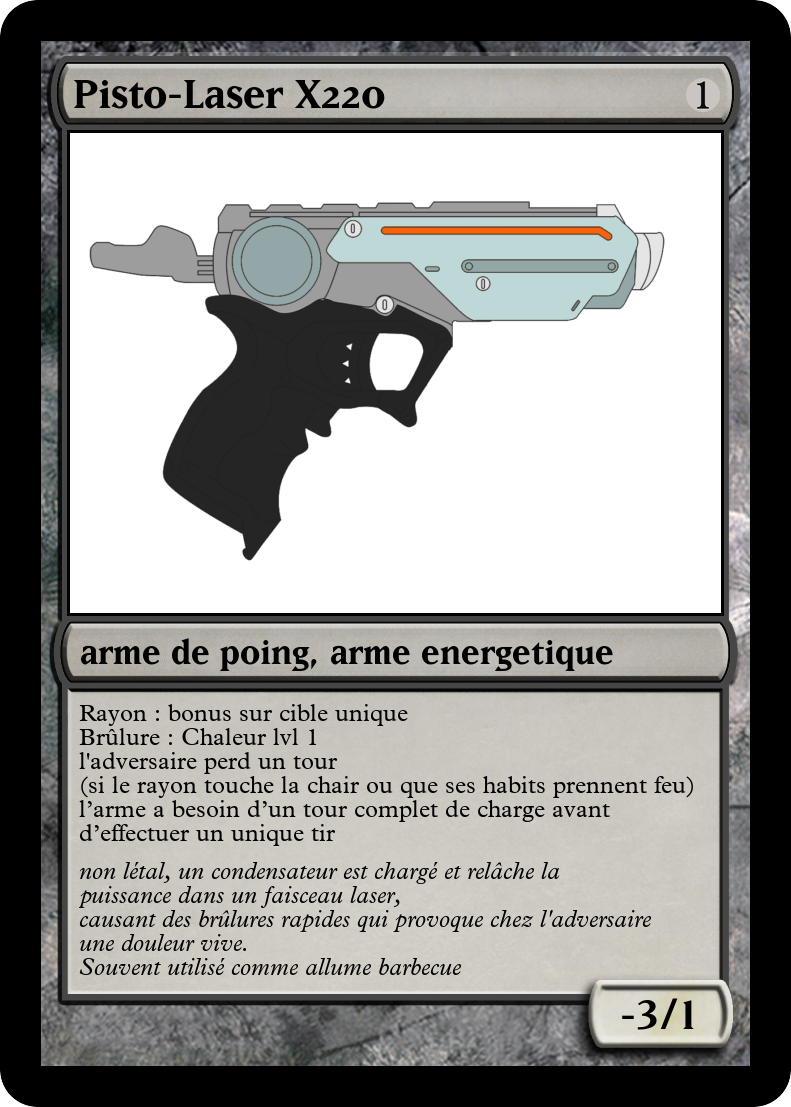 Pisto-Laser X220
1
0
0
0
arme de poing, arme energetique
Rayon : bonus sur cible unique
Brûlure : Chaleur lvl 1
l'adversaire perd un tour
(si le rayon touche la chair ou que ses habits prennent feu)
l’arme a besoin d’un tour complet de charge avant
d’effectuer un unique tir
non létal, un condensateur est chargé et relâche la
puissance dans un faisceau laser,
causant des brûlures rapides qui provoque chez l'adversaire
une douleur vive.
Souvent utilisé comme allume barbecue
-3/1